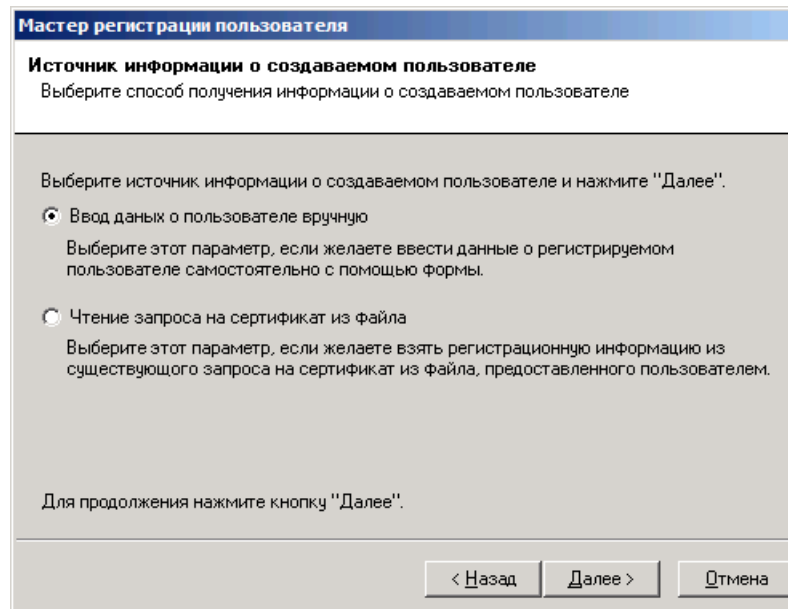 Мастер регистрации пользователя
Источник информации о создаваемом пользователе
Выберите способ получения информации о создаваемом пользователе
Выберите источник информации о создаваемом пользователе и нажмите "Далее".
Ввод даных о пользователе вручную
Выберите этот параметр, если желаете ввести данные о регистрируемом
пользователе самостоятельно с помощью формы.
Чтение запроса на сертификат из файла
Выберите этот параметр, если желаете взять регистрационную информацию из
существующего запроса на сертификат из файла, предоставленного пользователем.
Для продолжения нажмите кнопку "Далее".
< Назад Далее > Отмена